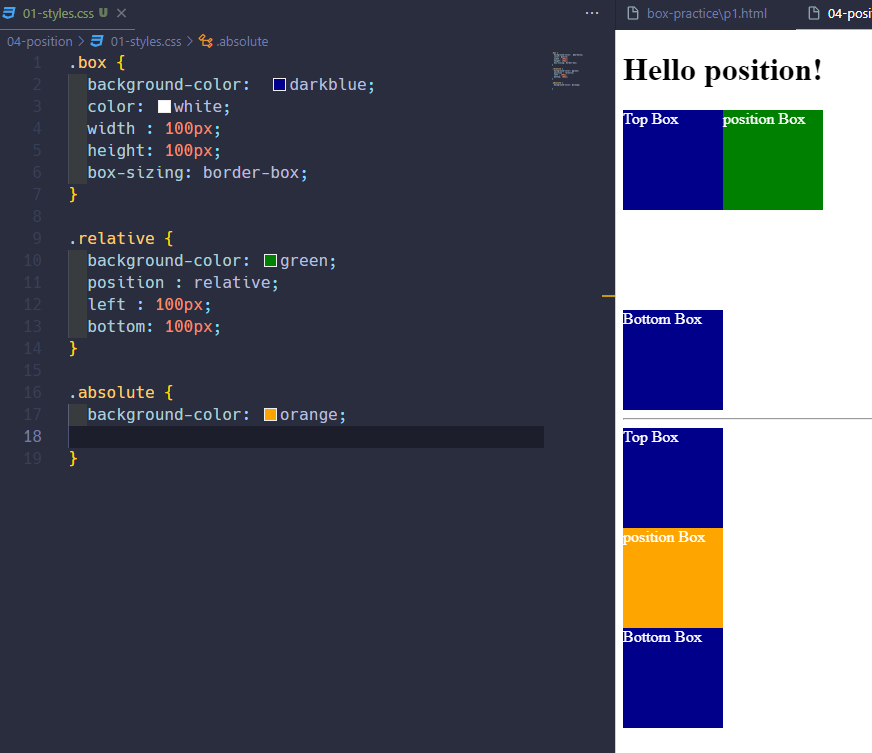 01-styles.css U ×
...
box-practice\p1.html
04-posi
04-position > 01-styles.css > .absolute
1 .box {
2 background-color: darkblue;
3 color: white;
4 width : 100px;
5 height: 100px;
6 box-sizing: border-box;
7 }
8
9 .relative {
10 background-color: green;
11 position : relative;
12 left : 100px;
13 bottom: 100px;
14 }
15
16 .absolute {
17 background-color: orange;
18
19 }
Hello position!
Top Box
position Box
Bottom Box
Top Box
position Box
Bottom Box